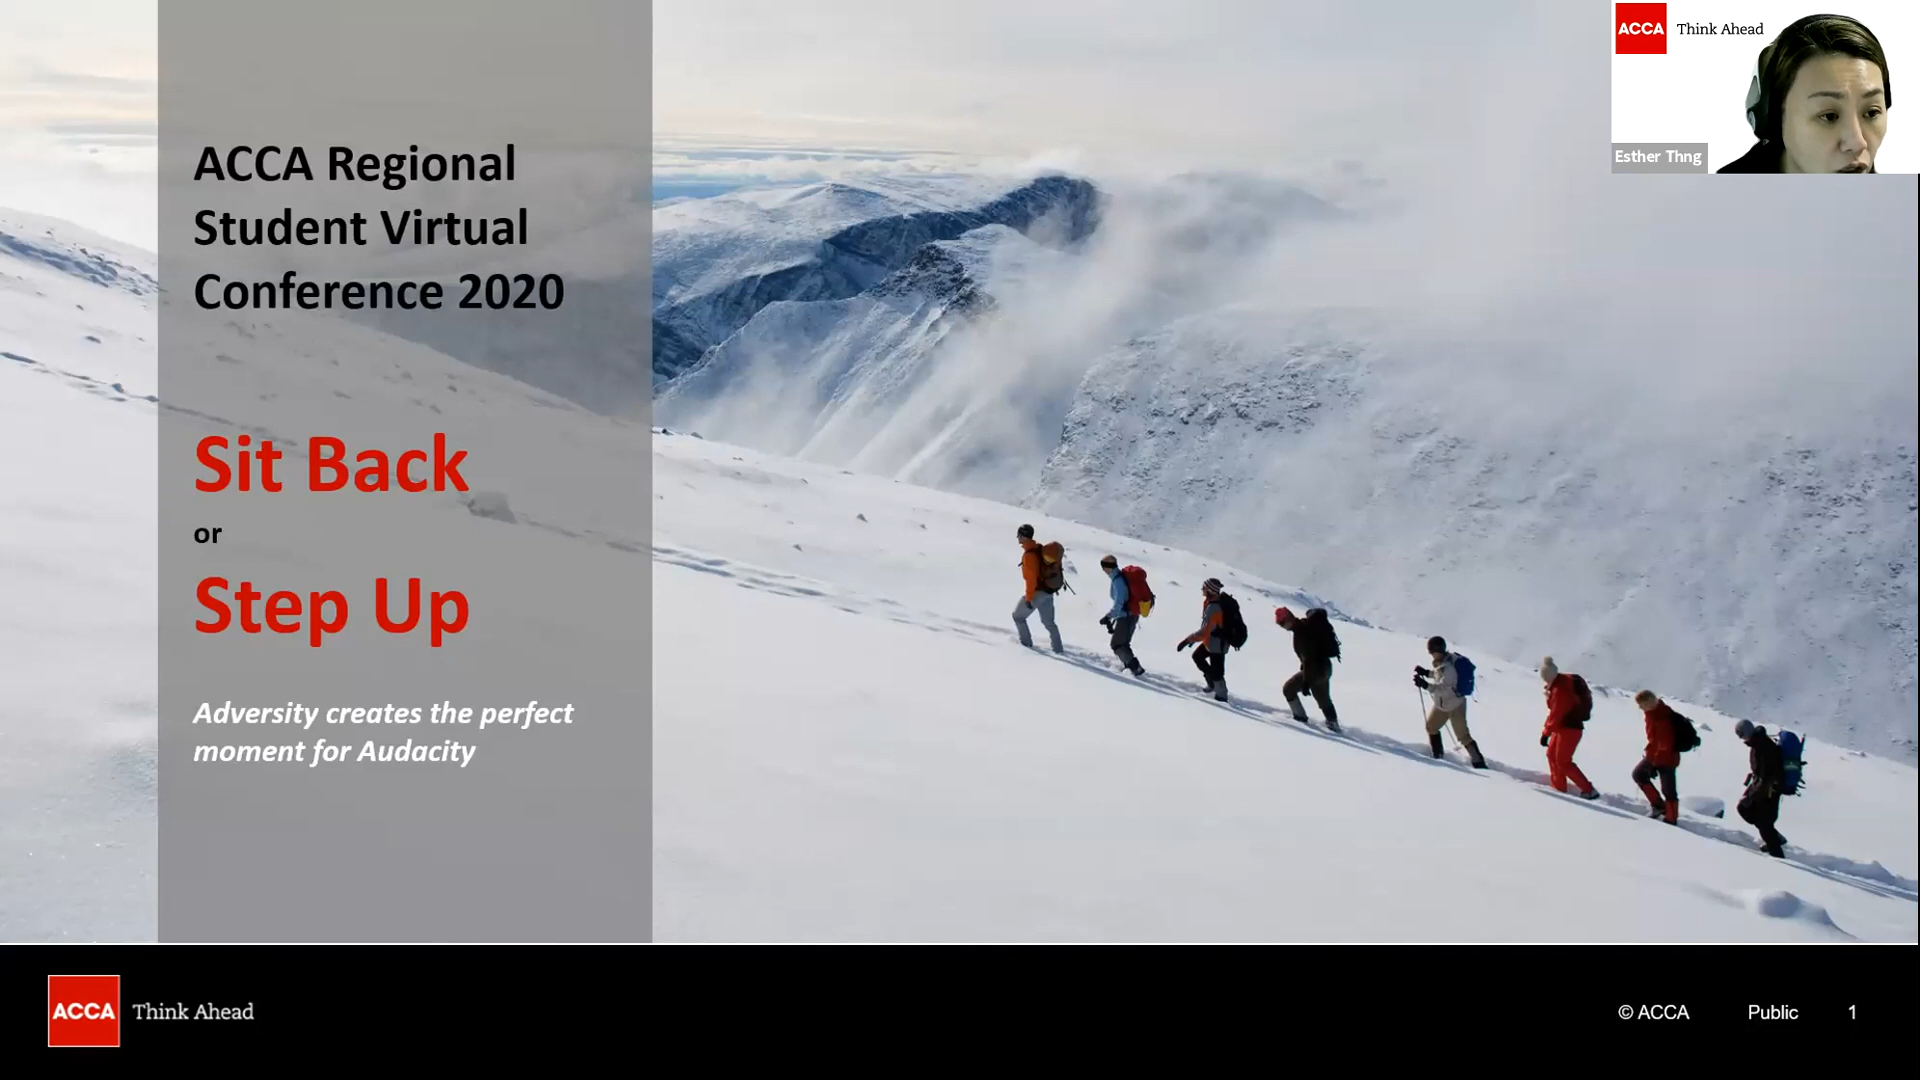 ACCA Think Ahead
Esther Thng
ACCA Regional
Student Virtual
Conference 2020
Sit Back
or
Step Up
Adversity creates the perfect
moment for Audacity
ACCA Think Ahead
© ACCA Public 1